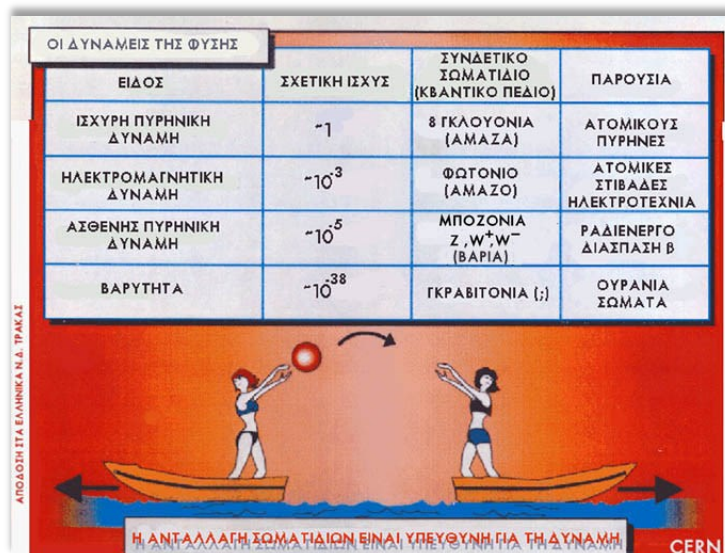 ΟΙ ΔΥΝΑΜΕΙΣ ΤΗΣ ΦΥΣΗΣ
ΕΙΔΟΣ
ΣΧΕΤΙΚΗ ΙΣΧΥΣ
ΣΥΝΔΕΤΙΚΟ
ΣΩΜΑΤΙΔΙΟ
(ΚΒΑΝΤΙΚΟ ΠΕΔΙΟ)
ΠΑΡΟΥΣΙΑ
ΙΣΧΥΡΗ ΠΥΡΗΝΙΚΗ
ΔΥΝΑΜΗ
~1
8 ΓΚΛΟΥΟΝΙΑ
(ΑΜΑΖΑ)
ΑΤΟΜΙΚΟΥΣ
ΠΥΡΗΝΕΣ
ΗΛΕΚΤΡΟΜΑΓΝΗΤΙΚΗ
ΔΥΝΑΜΗ
~10⁻³
ΦΩΤΟΝΙΟ
(ΑΜΑΖΟ)
ΑΤΟΜΙΚΕΣ
ΣΤΙΒΑΔΕΣ
ΗΛΕΚΤΡΟΤΕΧΝΙΑ
ΑΣΘΕΝΗΣ ΠΥΡΗΝΙΚΗ
ΔΥΝΑΜΗ
~10⁻⁵
ΜΠΟΖΟΝΙΑ
Z ,W⁺,W⁻
(ΒΑΡΙΑ)
ΡΑΔΙΕΝΕΡΓΟ
ΔΙΑΣΠΑΣΗ β
ΒΑΡΥΤΗΤΑ
~10⁻³⁸
ΓΚΡΑΒΙΤΟΝΙΑ (;)
ΟΥΡΑΝΙΑ
ΣΩΜΑΤΑ
ΑΠΟΔΟΣΗ ΣΤΑ ΕΛΛΗΝΙΚΑ Ν.Δ. ΤΡΑΚΑΣ
Η ΑΝΤΑΛΛΑΓΗ ΣΩΜΑΤΙΔΙΩΝ ΕΙΝΑΙ ΥΠΕΥΘΥΝΗ ΓΙΑ ΤΗ ΔΥΝΑΜΗ
CERN